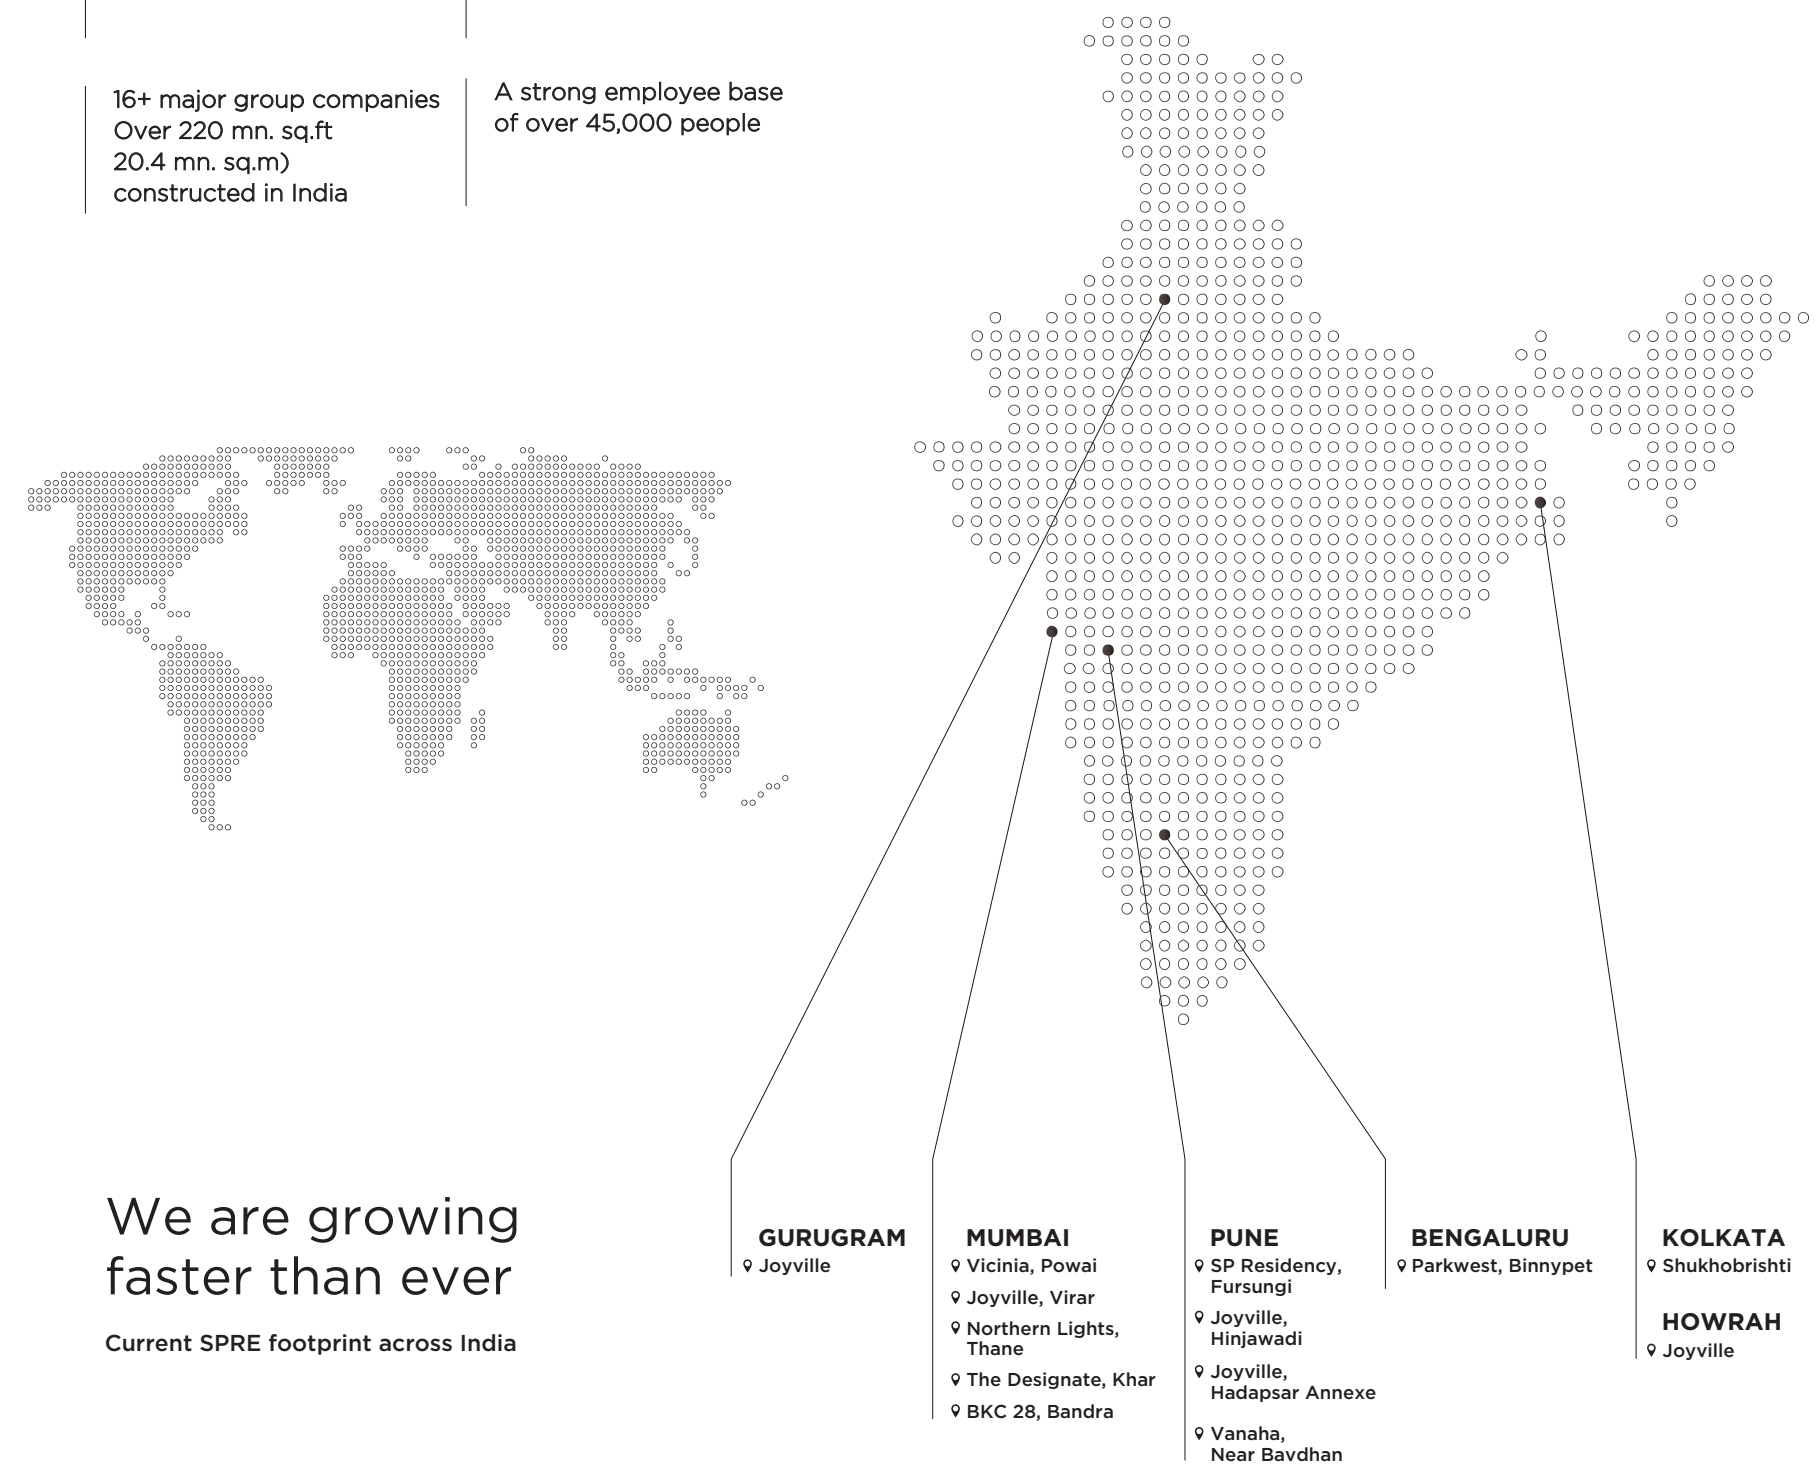 16+ major group companies
Over 220 mn. sq.ft
20.4 mn. sq.m)
constructed in India
A strong employee base
of over 45,000 people
We are growing
faster than ever
Current SPRE footprint across India
GURUGRAM
Joyville
MUMBAI
Vicinia, Powai
Joyville, Virar
Northern Lights,
Thane
The Designate, Khar
BKC 28, Bandra
PUNE
SP Residency,
Fursungi
Joyville,
Hinjawadi
Joyville,
Hadapsar Annexe
Vanaha,
Near Bavdhan
BENGALURU
Parkwest, Binnypet
KOLKATA
Shukhobrishti
HOWRAH
Joyville